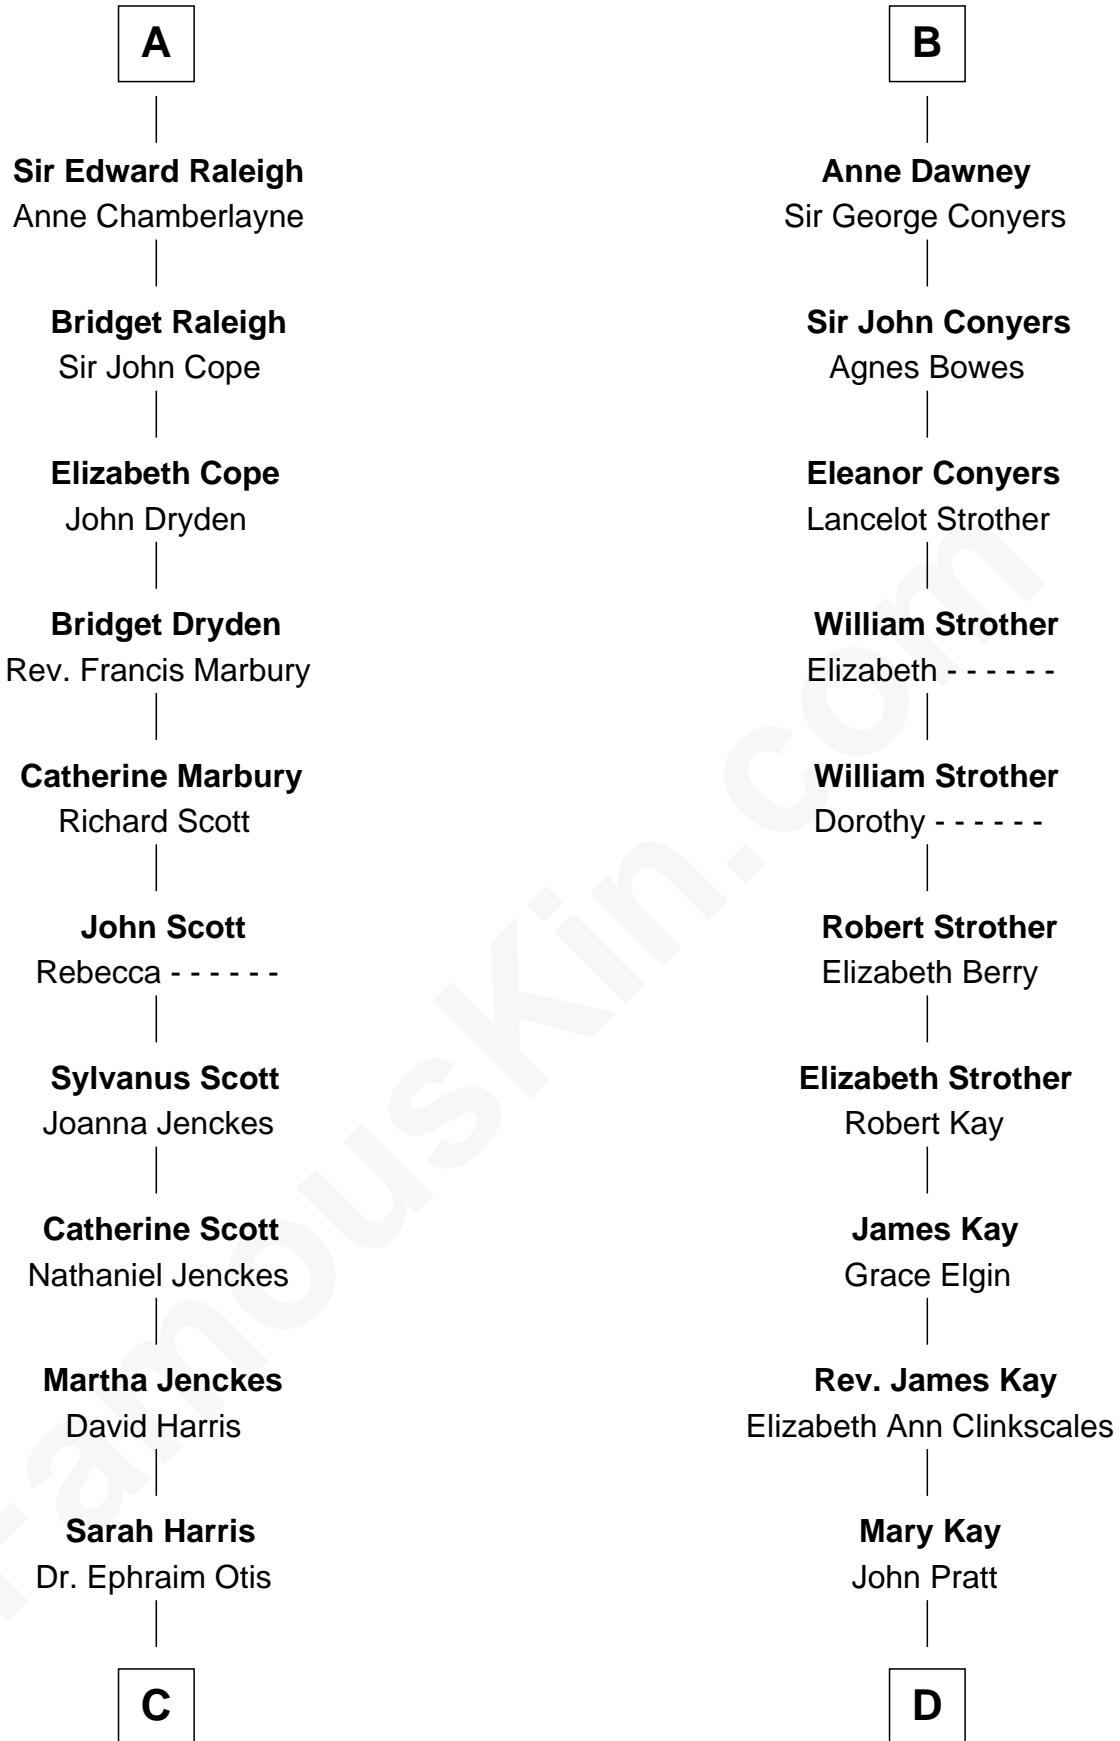 A
Sir Edward Raleigh
Anne Chamberlayne
Bridget Raleigh
Sir John Cope
Elizabeth Cope
John Dryden
Bridget Dryden
Rev. Francis Marbury
Catherine Marbury
Richard Scott
John Scott
Rebecca - - - - - -
Sylvanus Scott
Joanna Jenckes
Catherine Scott
Nathaniel Jenckes
Martha Jenckes
David Harris
Sarah Harris
Dr. Ephraim Otis
C
B
Anne Dawney
Sir George Conyers
Sir John Conyers
Agnes Bowes
Eleanor Conyers
Lancelot Strother
William Strother
Elizabeth - - - - - -
William Strother
Dorothy - - - - - -
Robert Strother
Elizabeth Berry
Elizabeth Strother
Robert Kay
James Kay
Grace Elgin
Rev. James Kay
Elizabeth Ann Clinkscales
Mary Kay
John Pratt
D
FamousKin.com